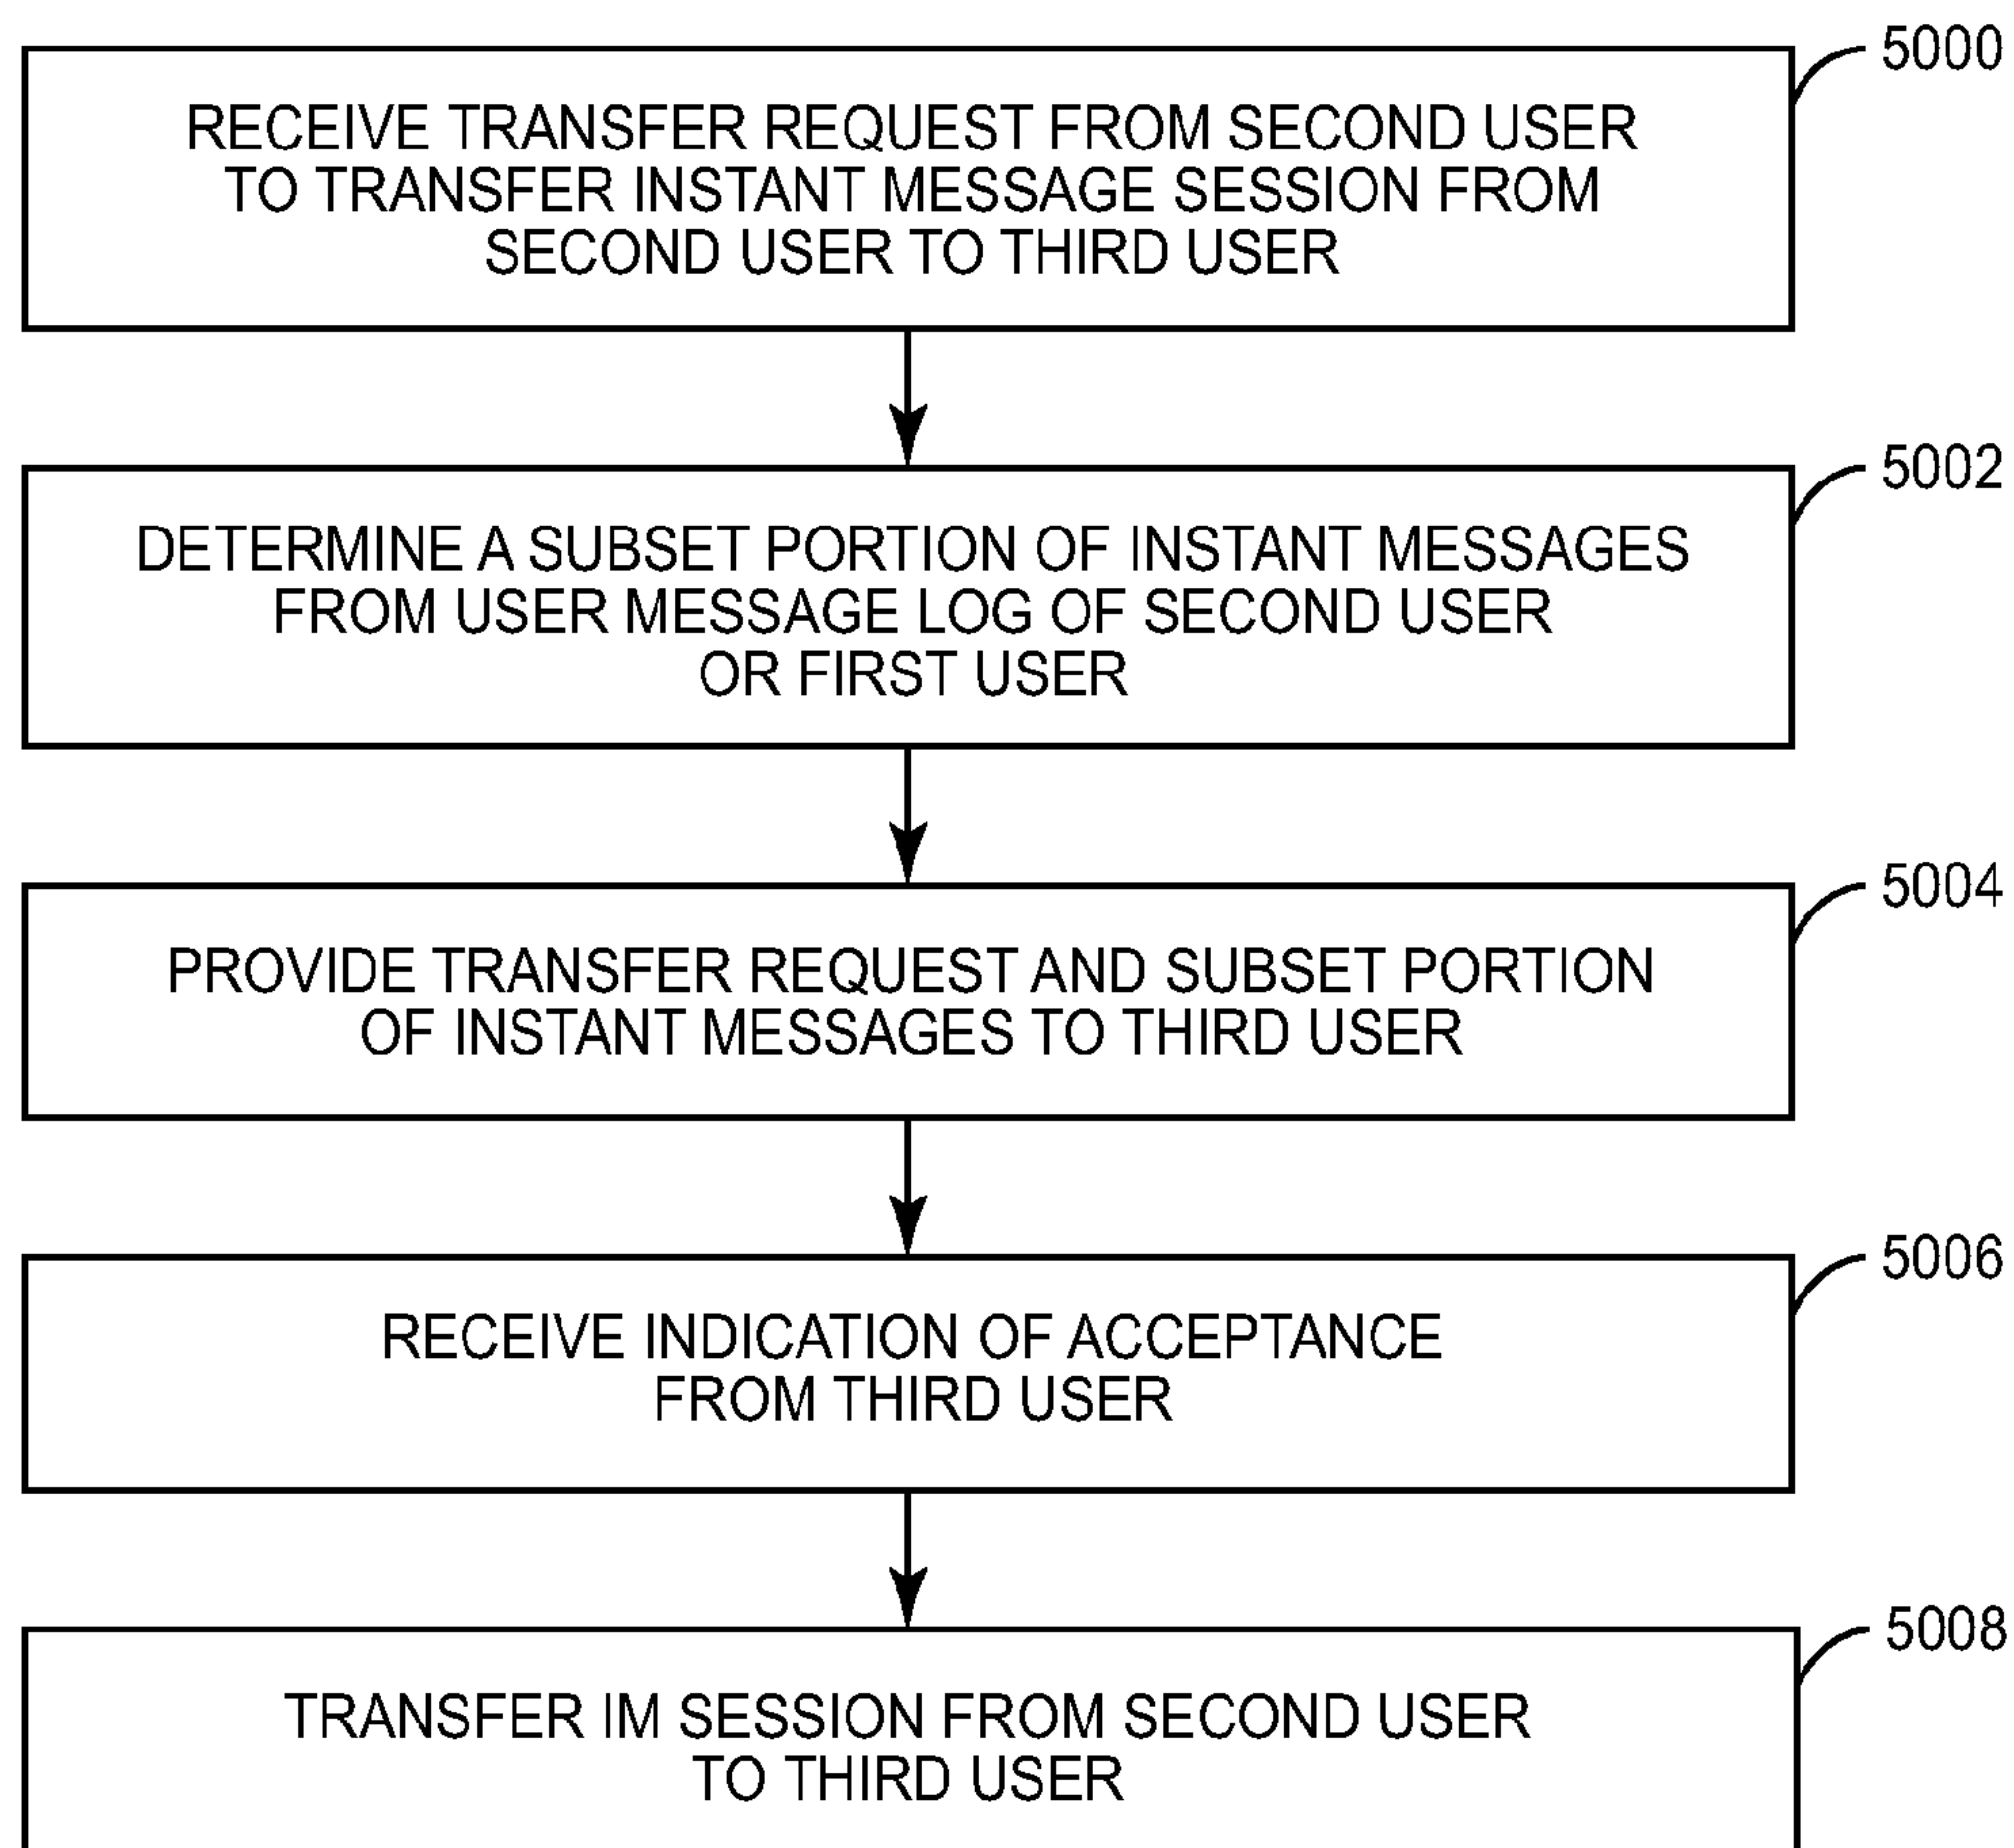 5000
RECEIVE TRANSFER REQUEST FROM SECOND USER
TO TRANSFER INSTANT MESSAGE SESSION FROM
SECOND USER TO THIRD USER
5002
DETERMINE A SUBSET PORTION OF INSTANT MESSAGES
FROM USER MESSAGE LOG OF SECOND USER
OR FIRST USER
5004
PROVIDE TRANSFER REQUEST AND SUBSET PORTION
OF INSTANT MESSAGES TO THIRD USER
5006
RECEIVE INDICATION OF ACCEPTANCE
FROM THIRD USER
5008
TRANSFER IM SESSION FROM SECOND USER
TO THIRD USER